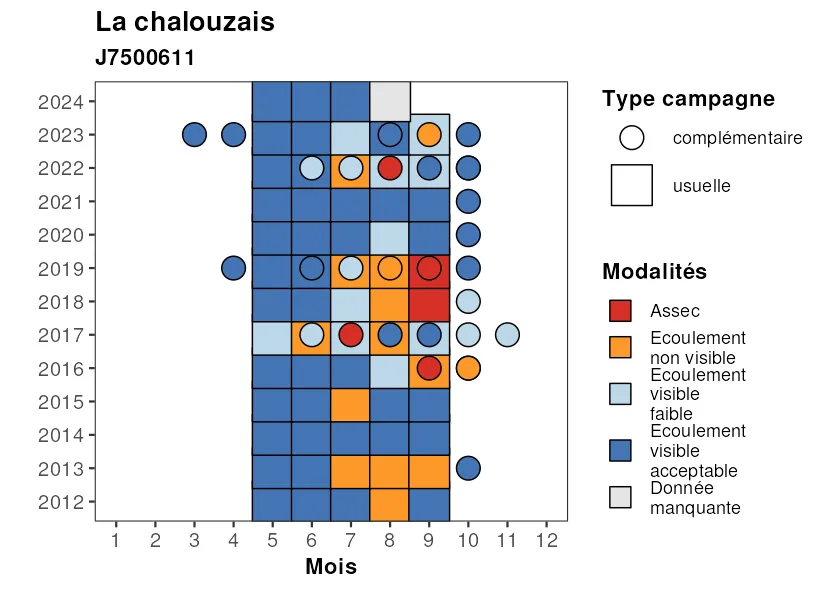 La chalouzais
J7500611
2024
2023
2022
2021
2020
2019
2018
2017
2016
2015
2014
2013
2012
1 2 3 4 5 6 7 8 9 10 11 12
Mois
Type campagne
complémentaire
usuelle
Modalités
Assec
Ecoulement
non visible
Ecoulement
visible
faible
Ecoulement
visible
acceptable
Donnée
manquante